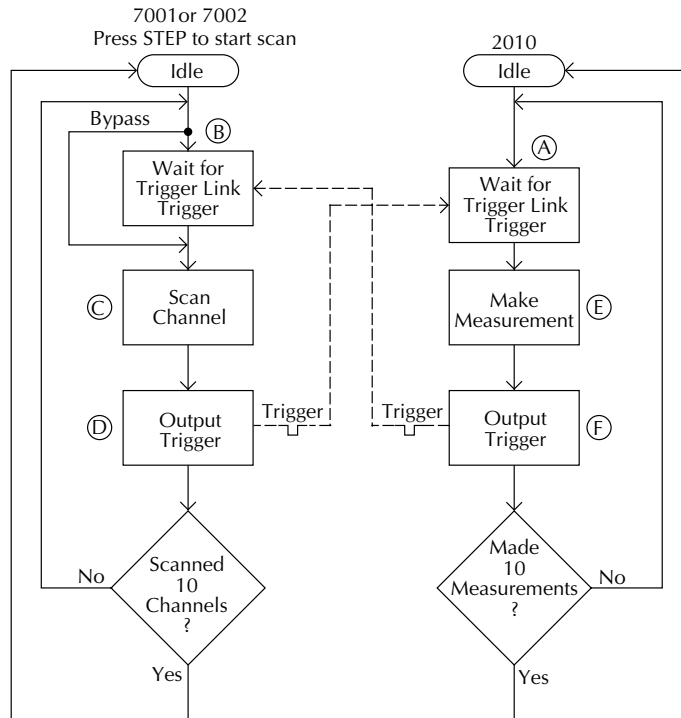 7001or 7002
Press STEP to start scan
Idle
Bypass
B
Wait for
Trigger Link
Trigger
C
Scan
Channel
D
Output
Trigger
Trigger
Scanned
10
Channels
?
No
Yes
2010
Idle
A
Wait for
Trigger Link
Trigger
Make
Measurement
E
Trigger
Output
Trigger
F
Made
10
Measurements
?
No
Yes